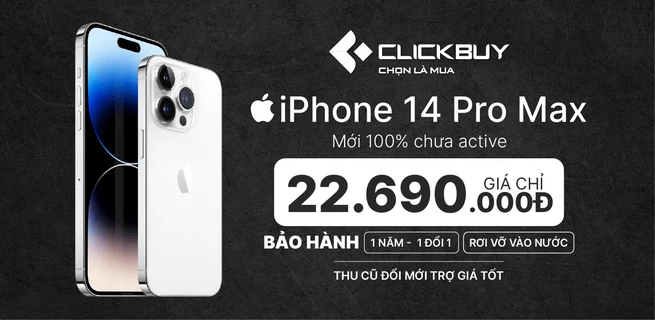 CLICKBUY
CHỌN LÀ MUA
iPhone 14 Pro Max
Mới 100% chưa active
22.690.000Đ
GIÁ CHỈ
BẢO HÀNH 1 NĂM - 1 ĐỔI 1 RƠI VỠ VÀO NƯỚC
THU CŨ ĐỔI MỚI TRỢ GIÁ TỐT